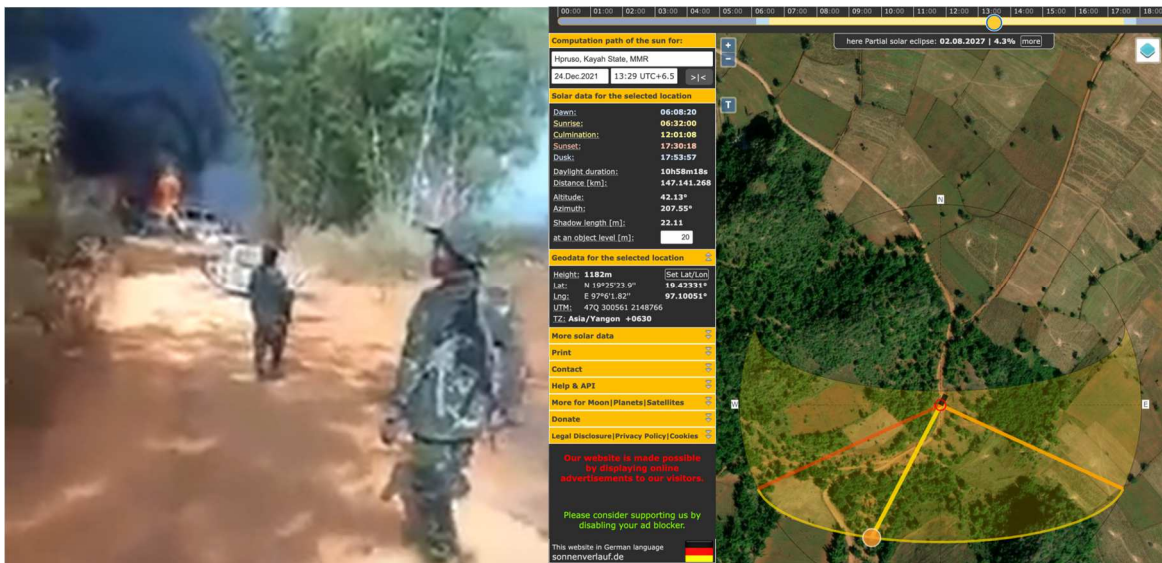 00:00 01:00 02:00 03:00 04:00 05:00 06:00 07:00 08:00 09:00 10:00 11:00 12:00 13:00 14:00 15:00 16:00 17:00 18:00
Computation path of the sun for:
Hpruso, Kayah State, MMR
24.Dec.2021 13:29 UTC+6.5 >|<
Solar data for the selected location
Dawn: 06:08:20
Sunrise: 06:32:00
Culmination: 12:01:08
Sunset: 17:30:18
Dusk: 17:53:57
Daylight duration: 10h58m18s
Distance [km]: 147.141.268
Altitude: 42.13°
Azimuth: 207.55°
Shadow length [m]: 22.11
at an object level [m]: 20
Geodata for the selected location
Height: 1182m Set Lat/Lon
Lat: N 19°25'23.9'' 19.42331°
Lng: E 97°6'1.82'' 97.10051°
UTM: 47Q 300561 2148766
TZ: Asia/Yangon +0630
More solar data
Print
Contact
Help & API
More for Moon|Planets|Satellites
Donate
Legal Disclosure|Privacy Policy|Cookies
Our website is made possible
by displaying online
advertisements to our visitors.
Please consider supporting us by
disabling your ad blocker.
This website in German language
sonnenverlauf.de
+
−
here Partial solar eclipse: 02.08.2027 | 4.3% more
T
N
W
E